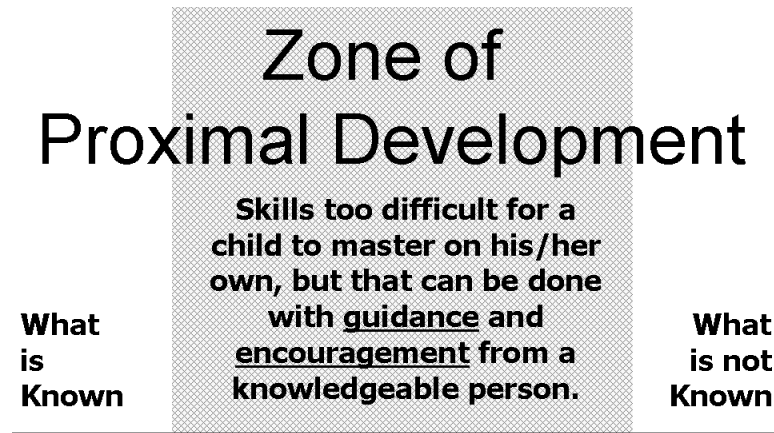 Zone of
Proximal Development
Skills too difficult for a
child to master on his/her
own, but that can be done
with guidance and
encouragement from a
knowledgeable person.
What
is
Known
What
is not
Known